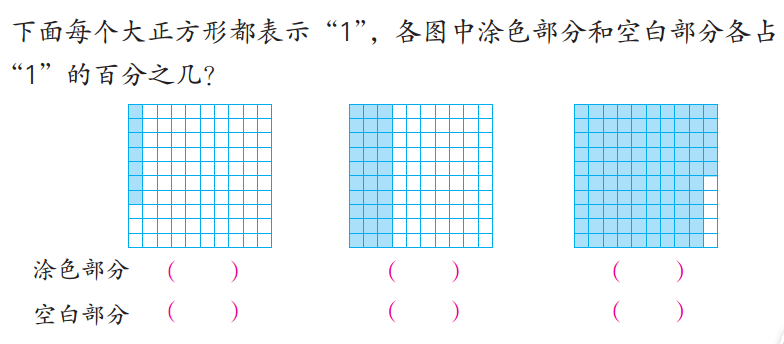 下面每个大正方形都表示“1”，各图中涂色部分和空白部分各占
“1”的百分之几？
涂色部分 （ ） （ ） （ ）
空白部分 （ ） （ ） （ ）